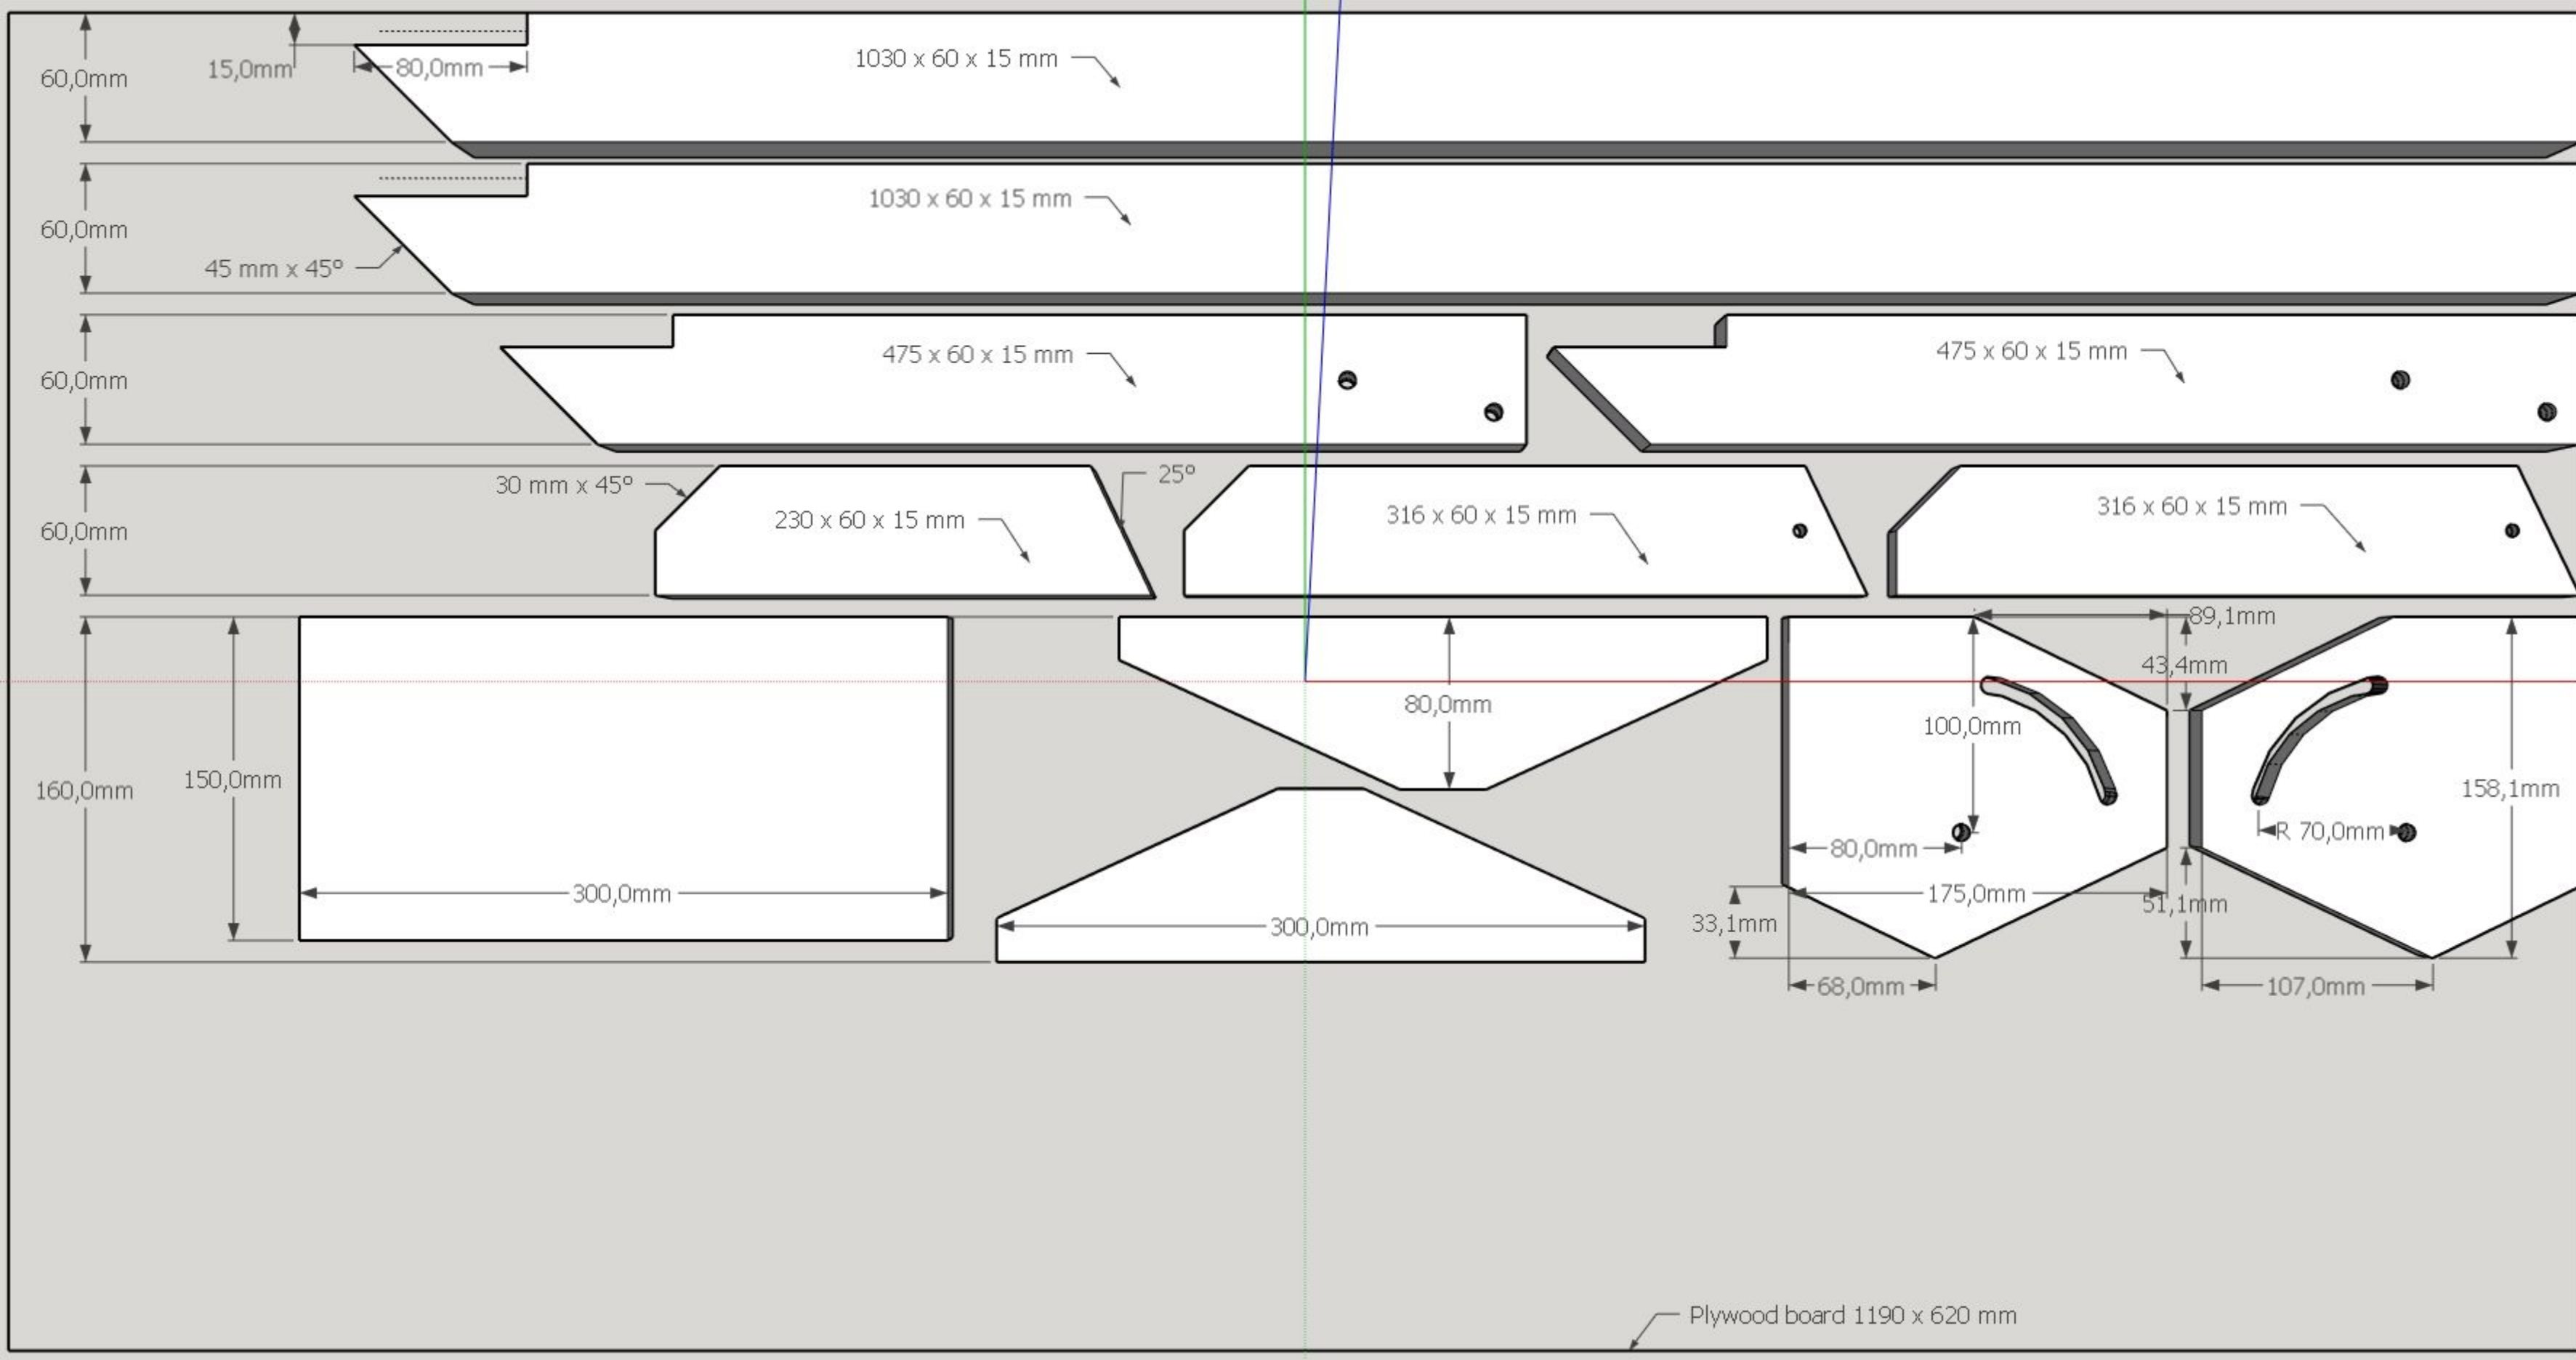 15,0mm
80,0mm
60,0mm
1030 x 60 x 15 mm
60,0mm
1030 x 60 x 15 mm
45 mm x 45º
60,0mm
475 x 60 x 15 mm
475 x 60 x 15 mm
30 mm x 45º
25º
60,0mm
230 x 60 x 15 mm
316 x 60 x 15 mm
316 x 60 x 15 mm
89,1mm
43,4mm
80,0mm
100,0mm
160,0mm
150,0mm
158,1mm
R 70,0mm
80,0mm
300,0mm
175,0mm
51,1mm
300,0mm
33,1mm
68,0mm
107,0mm
Plywood board 1190 x 620 mm